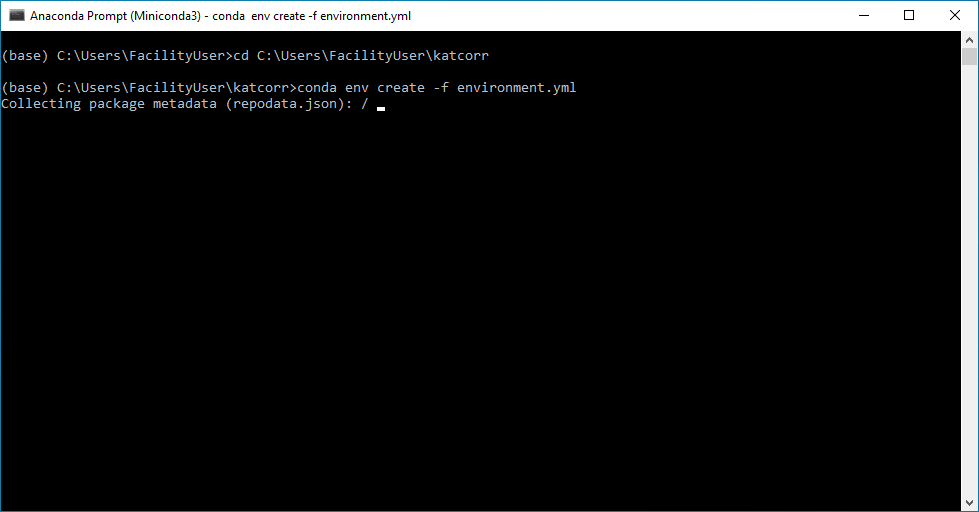 Anaconda Prompt (Miniconda3) - conda  env create -f environment.yml
(base) C:\Users\FacilityUser>cd C:\Users\FacilityUser\katcorr
(base) C:\Users\FacilityUser\katcorr>conda env create -f environment.yml
Collecting package metadata (repodata.json): /